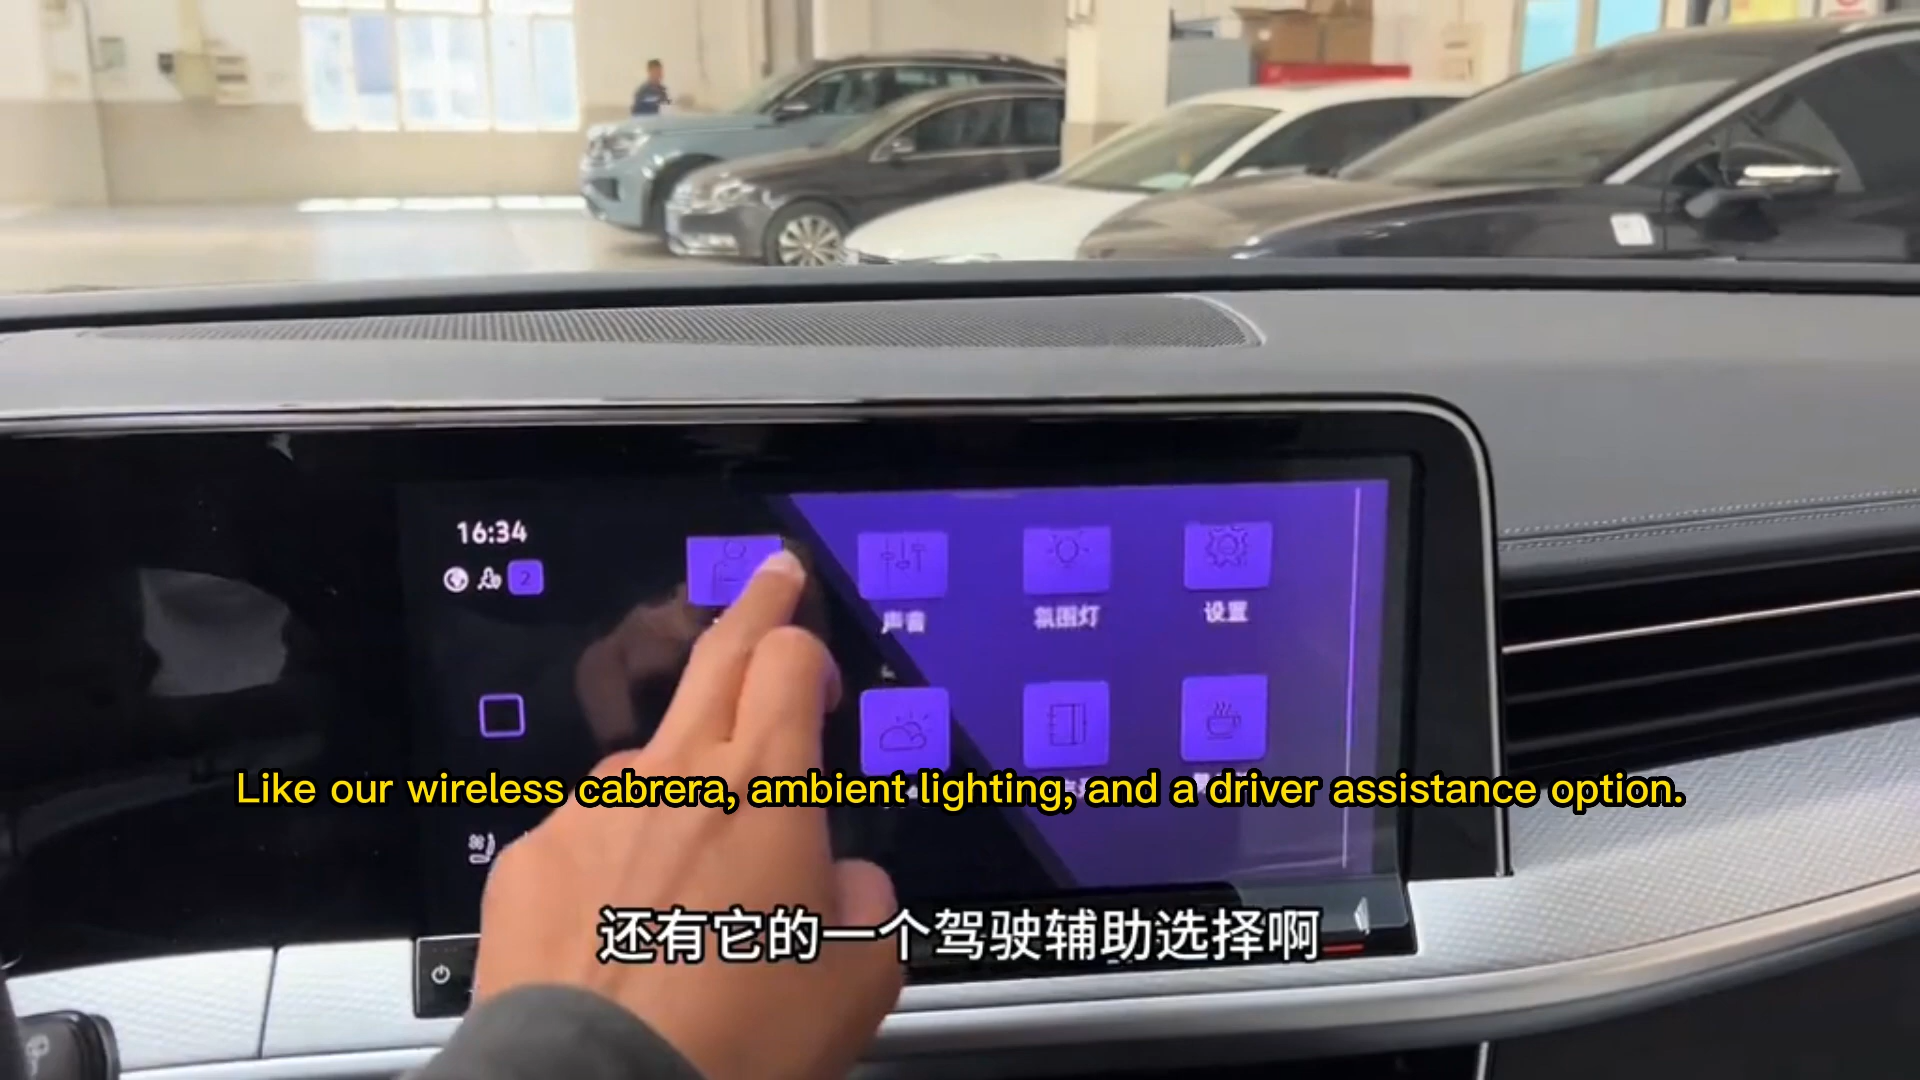 16:34
2
声音
氛围灯
设置
Like our wireless cabrera, ambient lighting, and a driver assistance option.
还有它的一个驾驶辅助选择啊